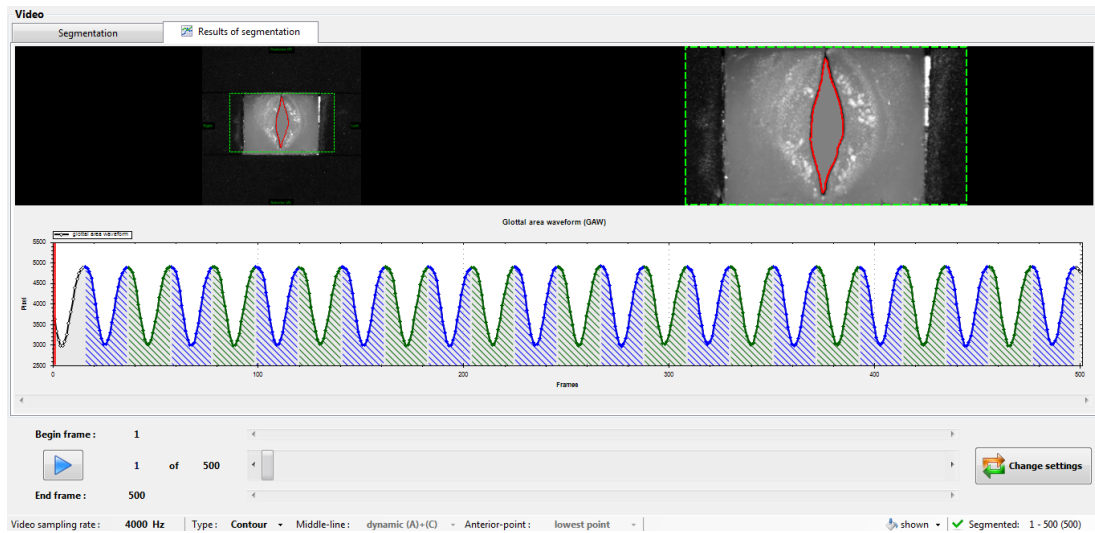 Video
Segmentation
Results of segmentation
Right
Left
Glottal area waveform (GAW)
glottal area waveform
Pixel
5500
5000
4500
4000
3500
3000
2500
0 100 200 300 400 500
Frames
Begin frame : 1
1 of 500
End frame : 500
Change settings
Video sampling rate : 4000 Hz Type : Contour Middle-line : dynamic (A)+(C) Anterior-point : lowest point shown Segmented: 1 - 500 (500)